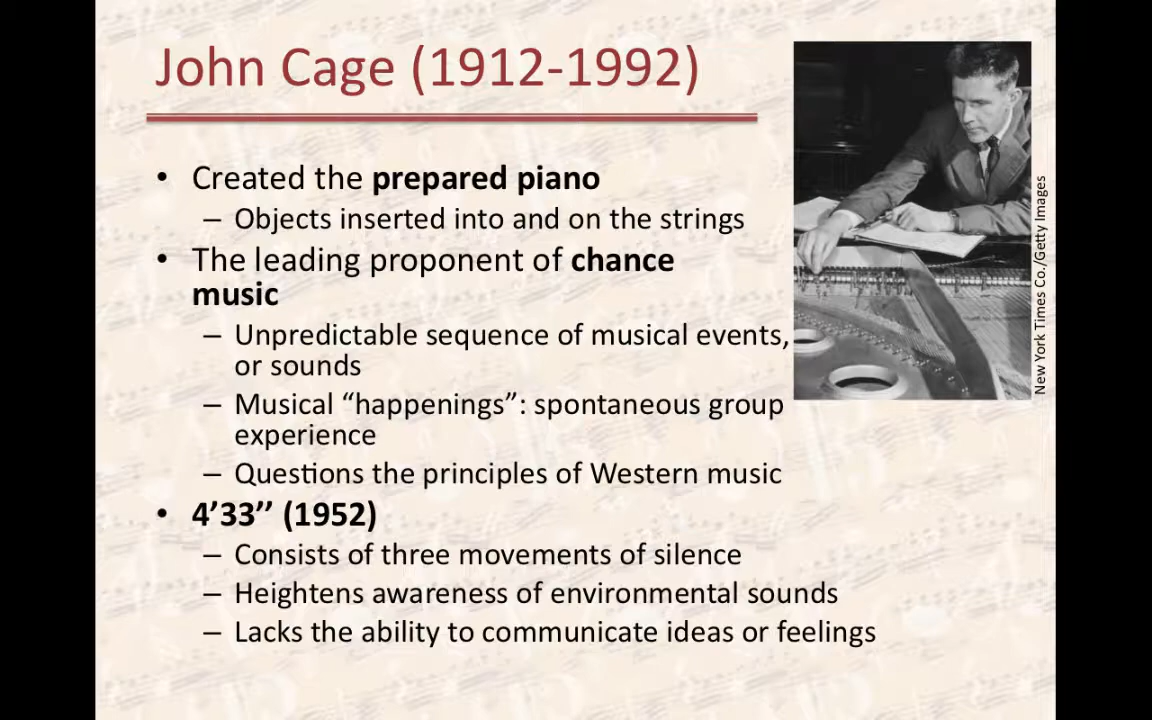 John Cage (1912-1992)
• Created the prepared piano
– Objects inserted into and on the strings
• The leading proponent of chance
music
– Unpredictable sequence of musical events,
or sounds
– Musical “happenings”: spontaneous group
experience
– Questions the principles of Western music
• 4’33’’ (1952)
– Consists of three movements of silence
– Heightens awareness of environmental sounds
– Lacks the ability to communicate ideas or feelings
New York Times Co./Getty Images